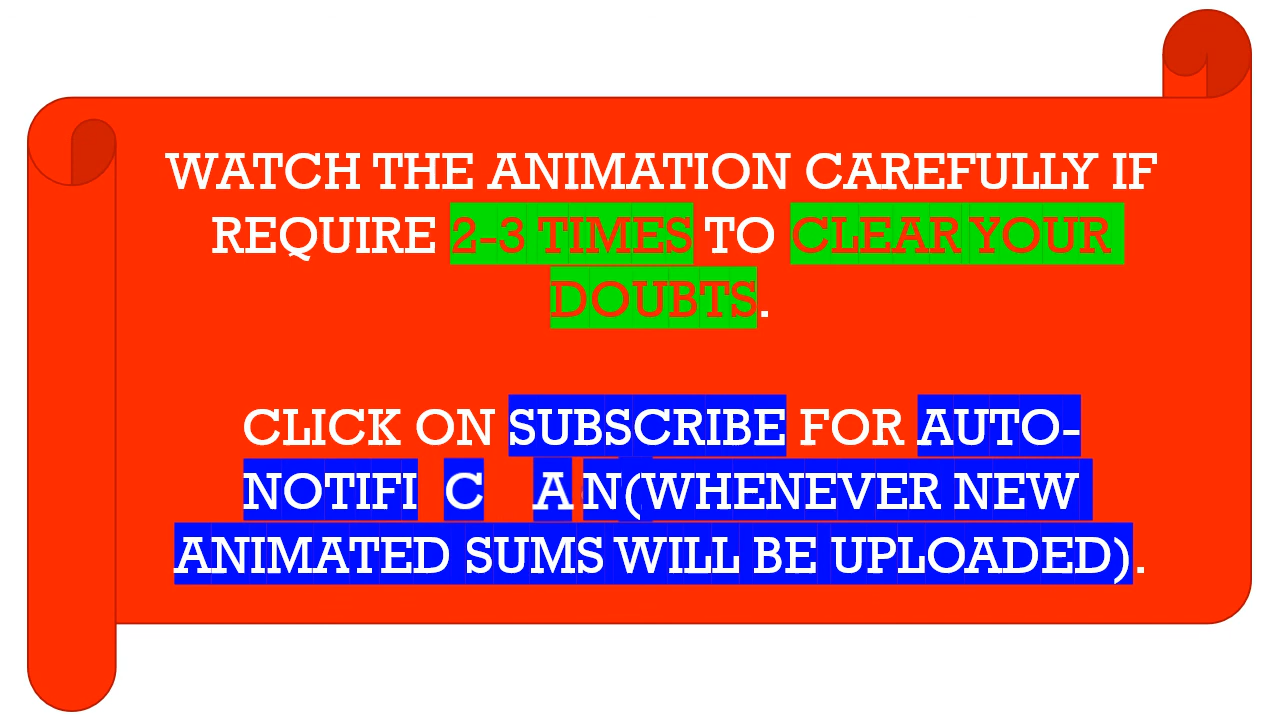 WATCH THE ANIMATION CAREFULLY IF
REQUIRE 2-3 TIMES TO CLEAR YOUR
DOUBTS.
CLICK ON SUBSCRIBE FOR AUTO-
NOTIFI C A N(WHENEVER NEW
ANIMATED SUMS WILL BE UPLOADED).